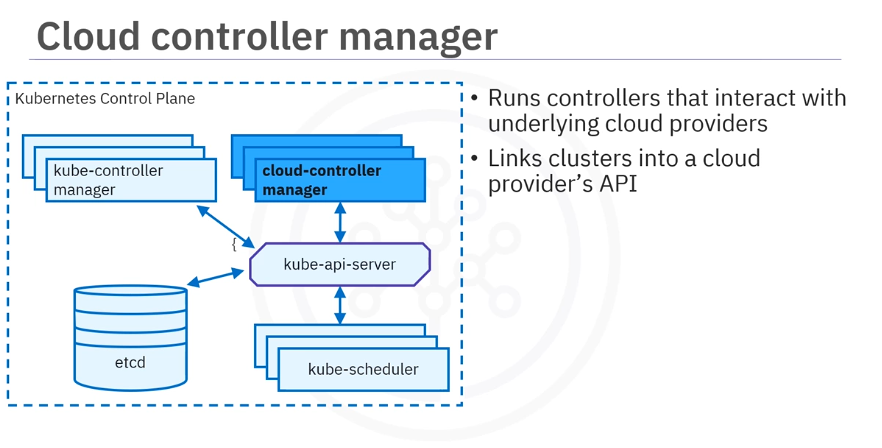 Cloud controller manager
Kubernetes Control Plane
kube-controller
manager
cloud-controller
manager
{
kube-api-server
etcd
kube-scheduler
• Runs controllers that interact with
underlying cloud providers
• Links clusters into a cloud
provider's API